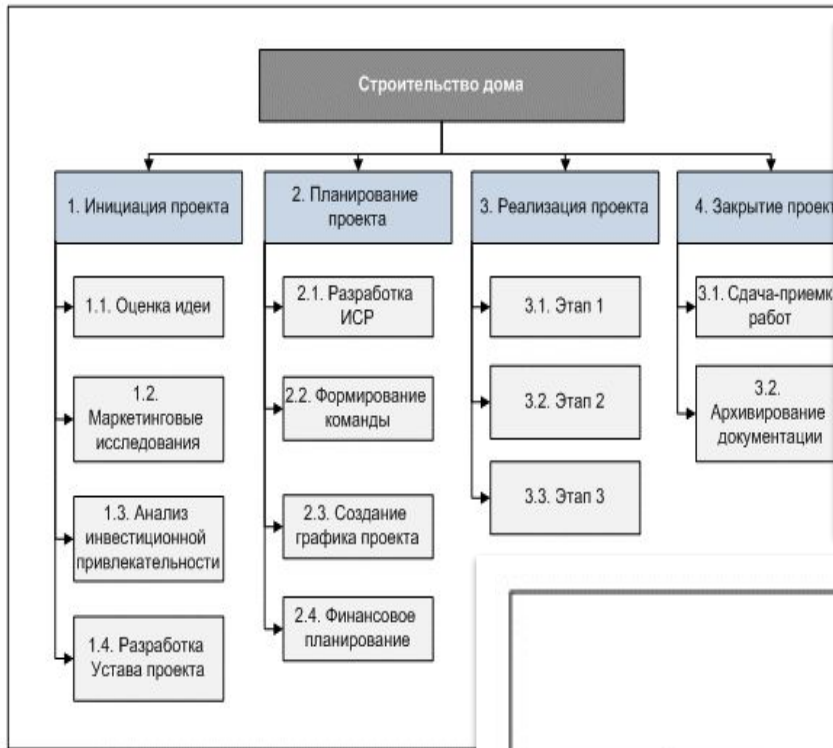 Строительство дома
1. Инициация проекта
1.1. Оценка идеи
1.2.
Маркетинговые
исследования
1.3. Анализ
инвестиционной
привлекательности
1.4. Разработка
Устава проекта
2. Планирование
проекта
2.1. Разработка
ИСР
2.2. Формирование
команды
2.3. Создание
графика проекта
2.4. Финансовое
планирование
3. Реализация проекта
3.1. Этап 1
3.2. Этап 2
3.3. Этап 3
4. Закрытие проект
3.1. Сдача-приемк
работ
3.2.
Архивирование
документации